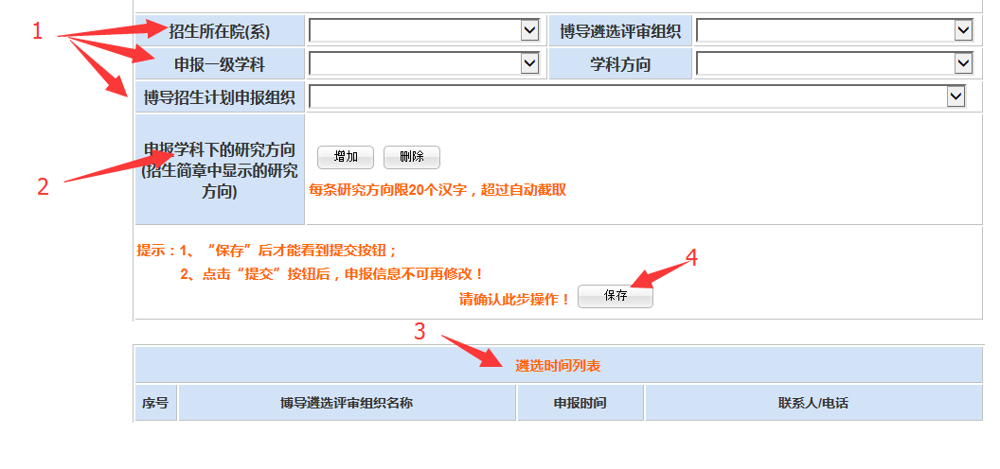 1
招生所在院(系)
博导遴选评审组织
申报一级学科
学科方向
博导招生计划申报组织
2
申报学科下的研究方向
(招生简章中显示的研究
方向)
增加
删除
每条研究方向限20个汉字，超过自动截取
提示：1、“保存”后才能看到提交按钮；
2、点击“提交”按钮后，申报信息不可再修改！
4
请确认此步操作！
保存
3
遴选时间列表
序号
博导遴选评审组织名称
申报时间
联系人/电话